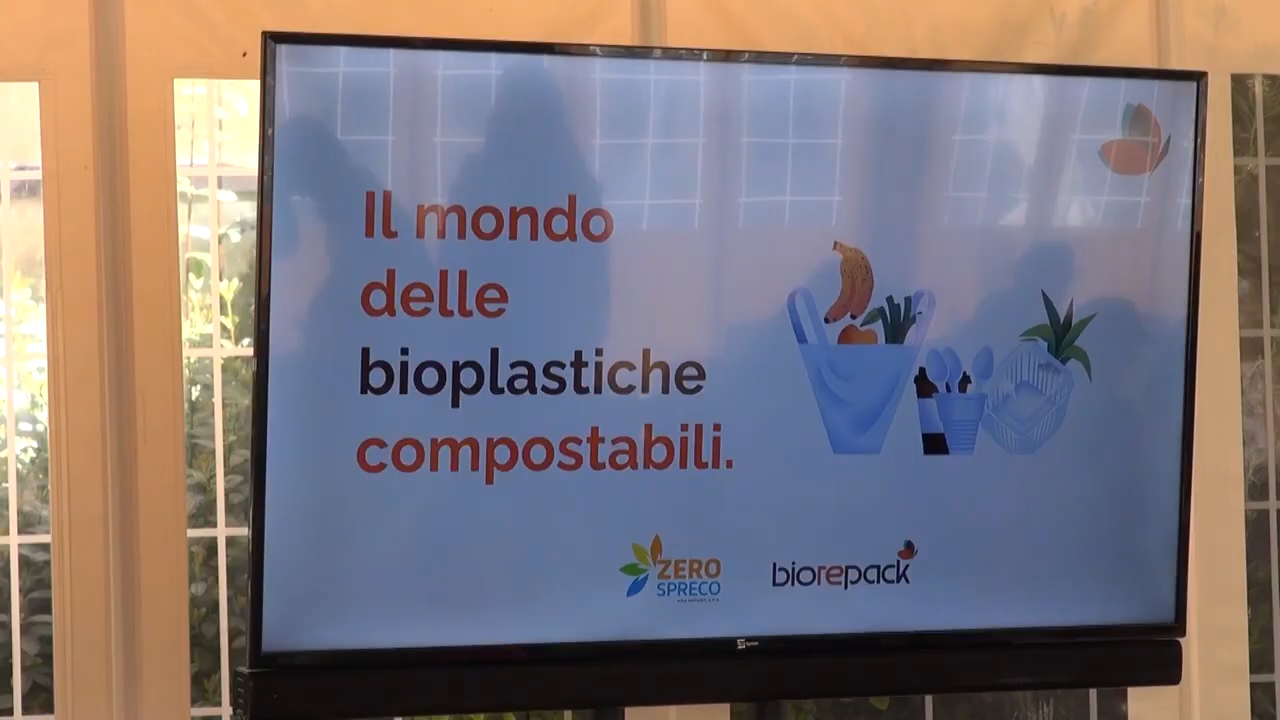 Il mondo
delle
bioplastiche
compostabili.
ZERO
SPRECO
biorepack